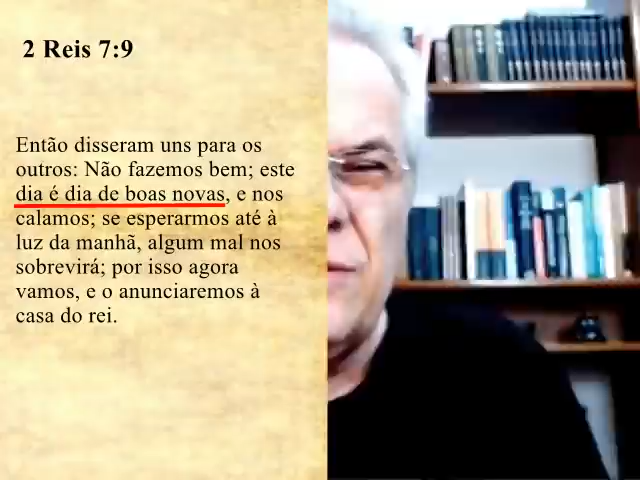 2 Reis 7:9
Então disseram uns para os
outros: Não fazemos bem; este
dia é dia de boas novas, e nos
calamos; se esperarmos até à
luz da manhã, algum mal nos
sobrevirá; por isso agora
vamos, e o anunciaremos à
casa do rei.